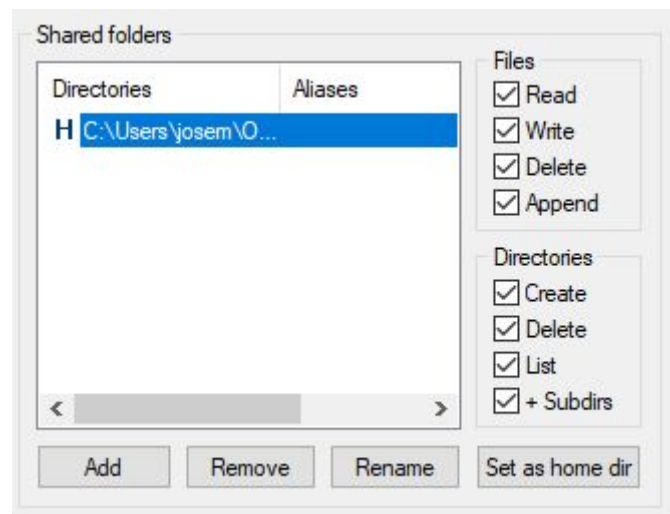 Shared folders
Directories Aliases
H C:\Users\josem\O...
Files
Read
Write
Delete
Append
Directories
Create
Delete
List
+ Subdirs
Add Remove Rename Set as home dir